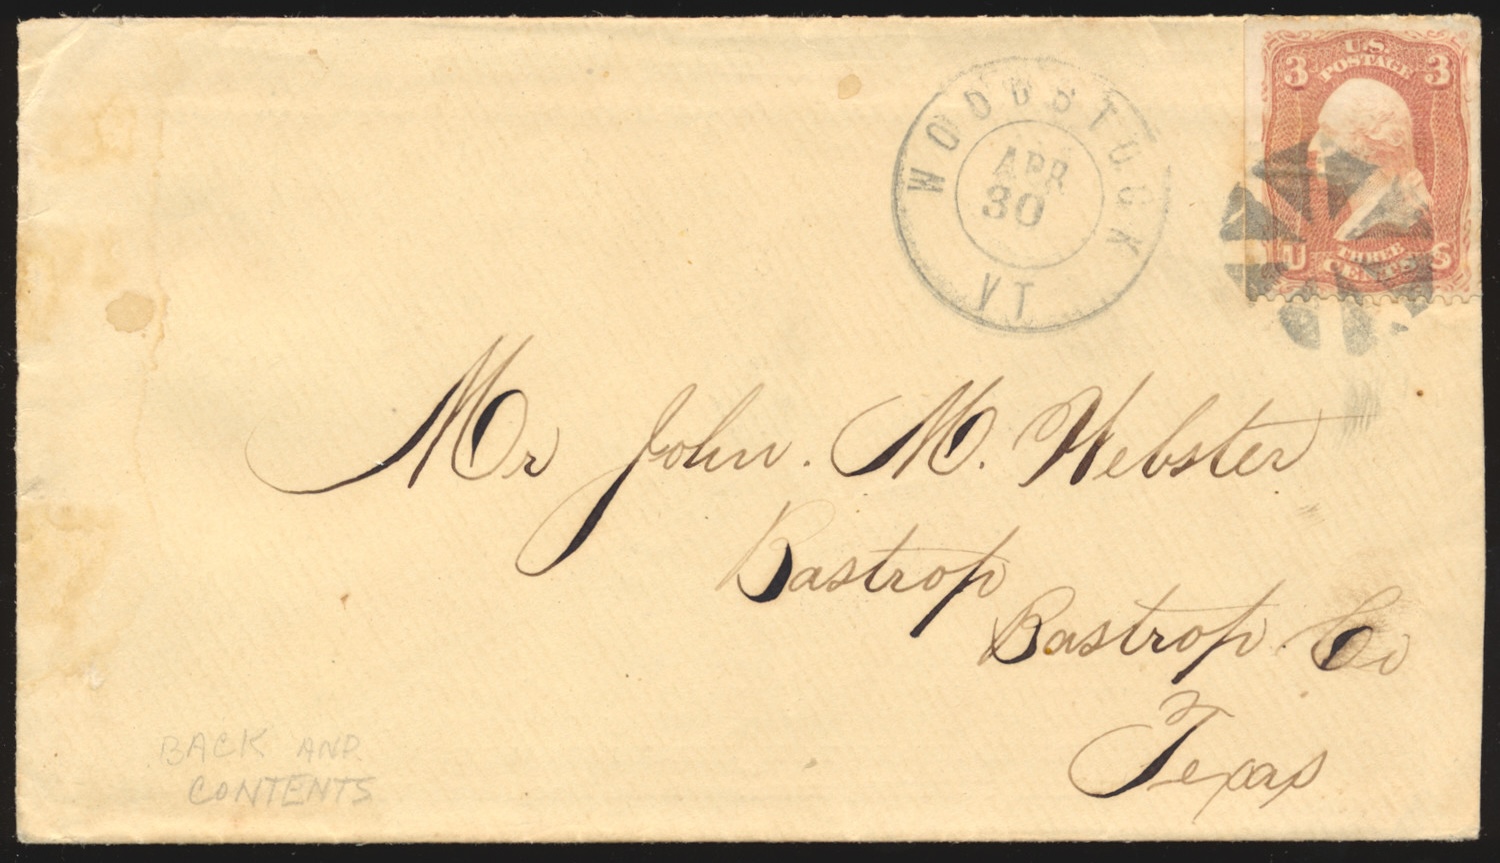 WOODSTOCK
APR
30
VT
U.S.
POSTAGE
3 3
U THREE S
CENTS
Mr John. M. Webster
Bastrop
Bastrop Co
Texas
BACK AND
CONTENTS